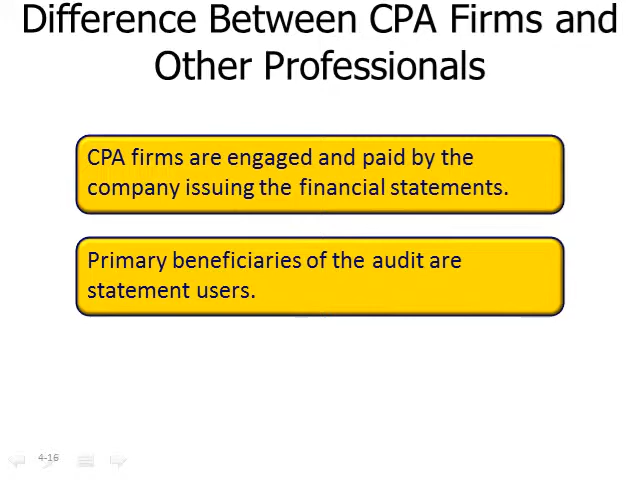 Difference Between CPA Firms and
Other Professionals
CPA firms are engaged and paid by the
company issuing the financial statements.
Primary beneficiaries of the audit are
statement users.
4-16